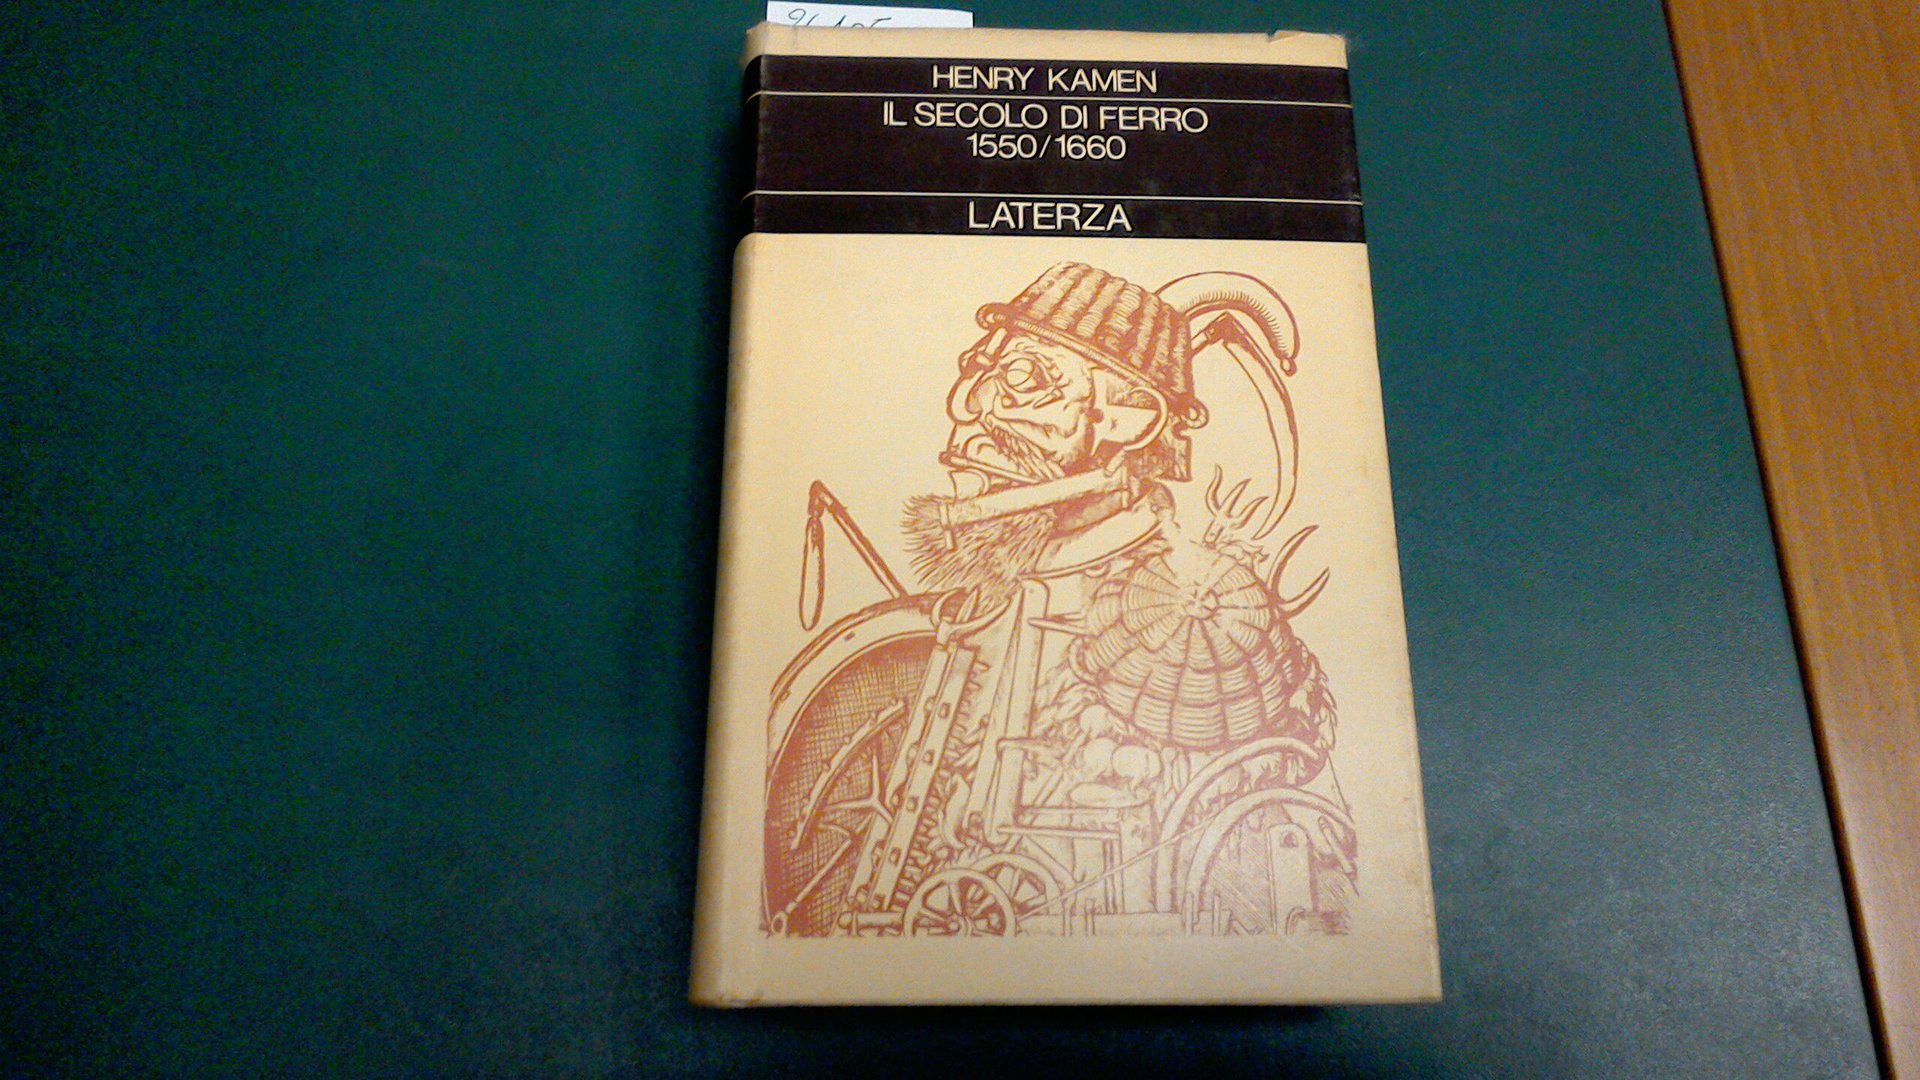 HENRY KAMEN
IL SECOLO DI FERRO
1550/1660
LATERZA